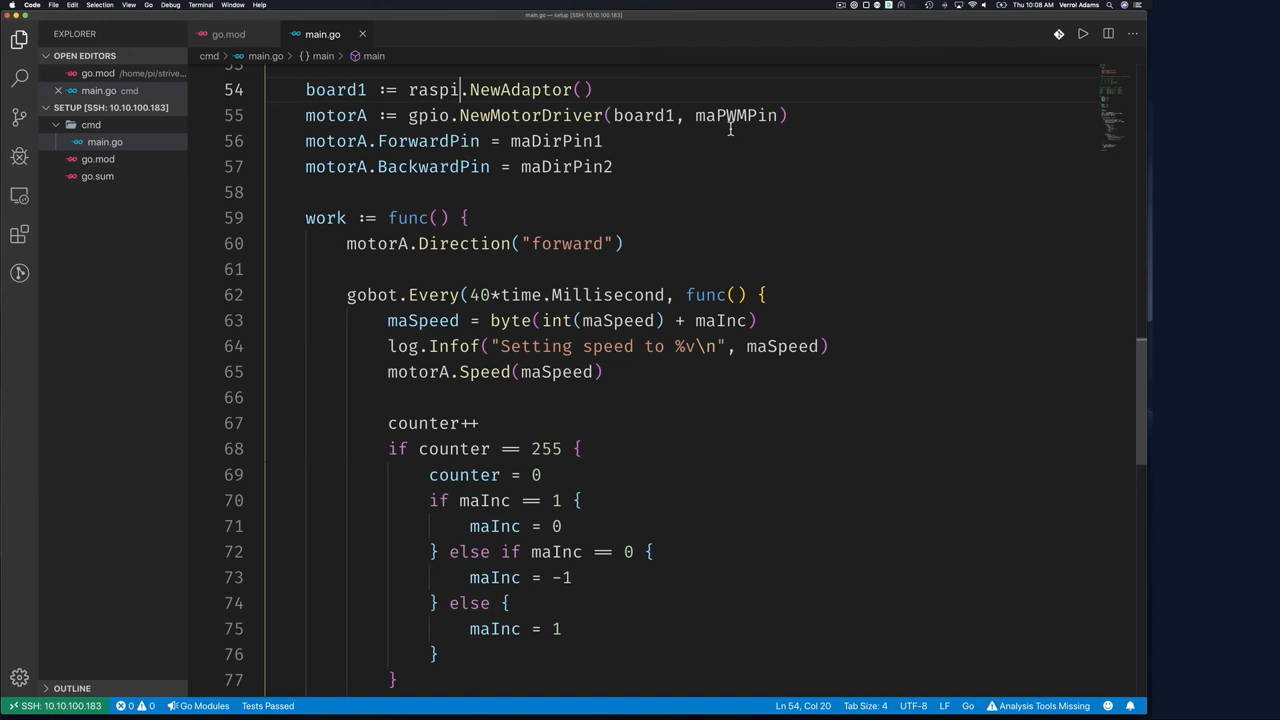 Code File Edit Selection View Go Debug Terminal Window Help Thu 10:08 AM Verrol Adams
main.go — setup [SSH: 10.10.100.183]
EXPLORER
go.mod main.go
cmd main.go {} main main
OPEN EDITORS
go.mod /home/pi/strive...
main.go cmd
SETUP [SSH: 10.10.100.183]
cmd
main.go
go.mod
go.sum
53
54 board1 := raspi.NewAdaptor()
55 motorA := gpio.NewMotorDriver(board1, maPWMPin)
56 motorA.ForwardPin = maDirPin1
57 motorA.BackwardPin = maDirPin2
58
59 work := func() {
60 motorA.Direction("forward")
61
62 gobot.Every(40*time.Millisecond, func() {
63 maSpeed = byte(int(maSpeed) + maInc)
64 log.Infof("Setting speed to %v\n", maSpeed)
65 motorA.Speed(maSpeed)
66
67 counter++
68 if counter == 255 {
69 counter = 0
70 if maInc == 1 {
71 maInc = 0
72 } else if maInc == 0 {
73 maInc = -1
74 } else {
75 maInc = 1
76 }
77 }
OUTLINE
SSH: 10.10.100.183 0 0 Go Modules Tests Passed Ln 54, Col 20 Tab Size: 4 UTF-8 LF Go Analysis Tools Missing